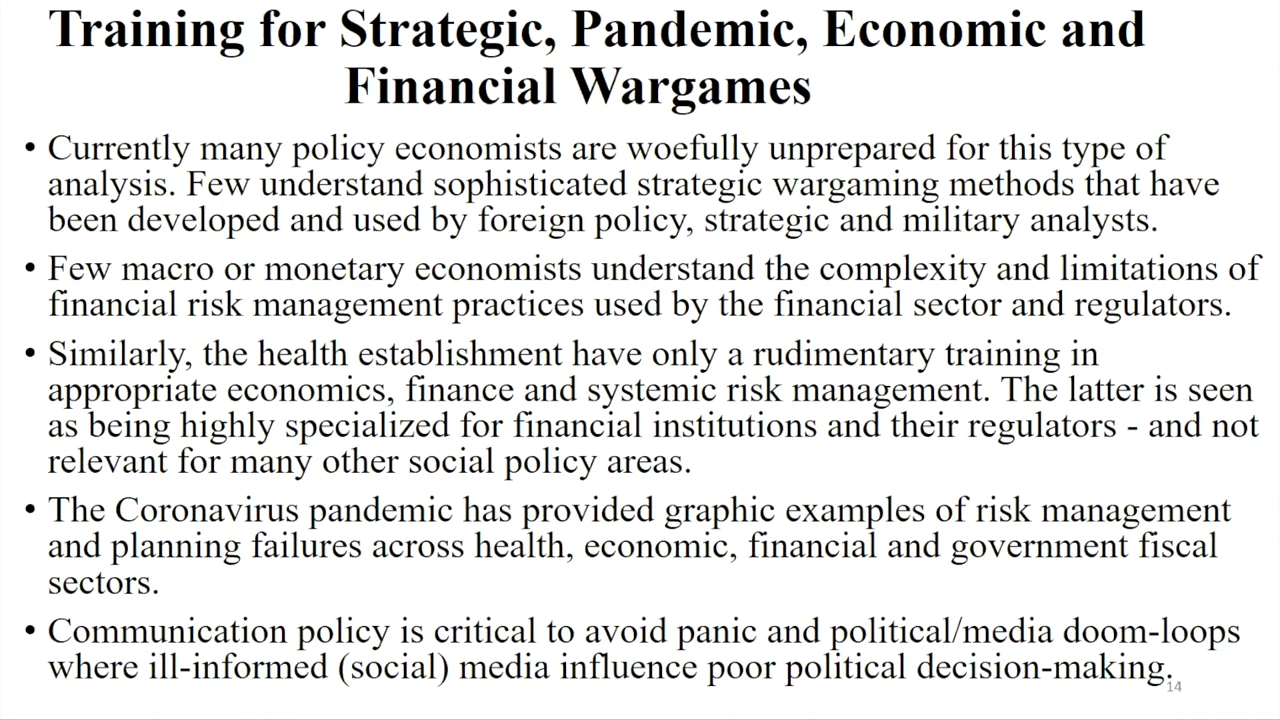 Training for Strategic, Pandemic, Economic and
Financial Wargames
• Currently many policy economists are woefully unprepared for this type of
analysis. Few understand sophisticated strategic wargaming methods that have
been developed and used by foreign policy, strategic and military analysts.
• Few macro or monetary economists understand the complexity and limitations of
financial risk management practices used by the financial sector and regulators.
• Similarly, the health establishment have only a rudimentary training in
appropriate economics, finance and systemic risk management. The latter is seen
as being highly specialized for financial institutions and their regulators - and not
relevant for many other social policy areas.
• The Coronavirus pandemic has provided graphic examples of risk management
and planning failures across health, economic, financial and government fiscal
sectors.
• Communication policy is critical to avoid panic and political/media doom-loops
where ill-informed (social) media influence poor political decision-making.
14